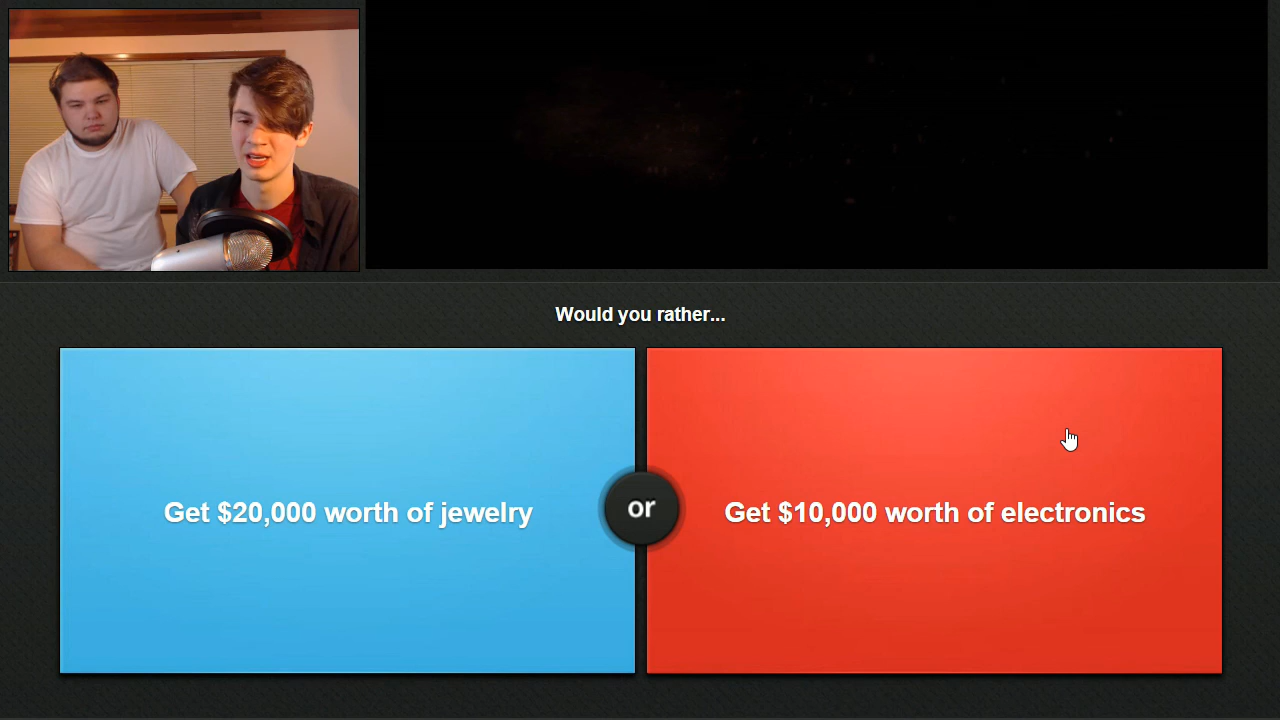 Would you rather...
Get $20,000 worth of jewelry
or
Get $10,000 worth of electronics